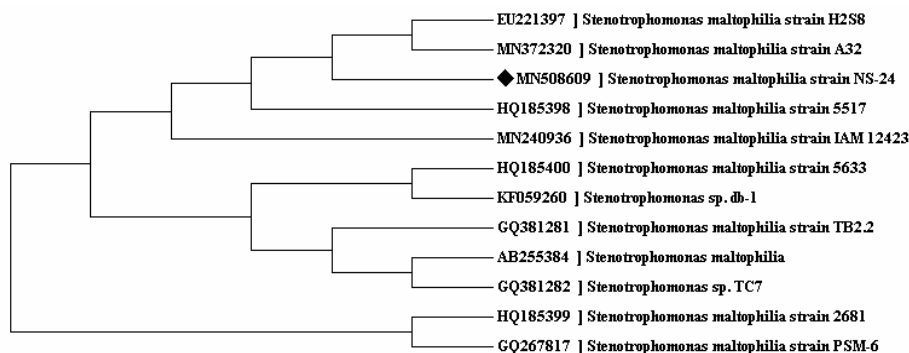 EU221397 ] Stenotrophomonas maltophilia strain H2S8
MN372320 ] Stenotrophomonas maltophilia strain A32
MN508609 ] Stenotrophomonas maltophilia strain NS-24
HQ185398 ] Stenotrophomonas maltophilia strain 5517
MN240936 ] Stenotrophomonas maltophilia strain IAM 12423
HQ185400 ] Stenotrophomonas maltophilia strain 5633
KF059260 ] Stenotrophomonas sp. db-1
GQ381281 ] Stenotrophomonas maltophilia strain TB2.2
AB255384 ] Stenotrophomonas maltophilia
GQ381282 ] Stenotrophomonas sp. TC7
HQ185399 ] Stenotrophomonas maltophilia strain 2681
GQ267817 ] Stenotrophomonas maltophilia strain PSM-6